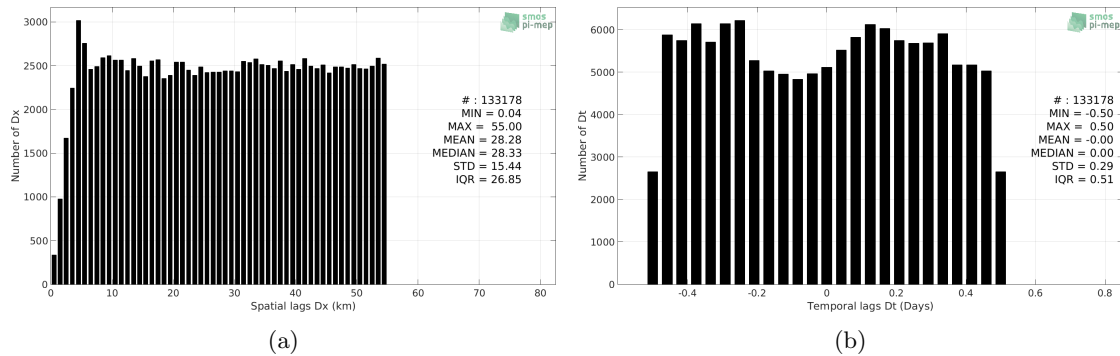 3000
2500
2000
1500
1000
500
0
Number of Dx
smos
pi-mep
# : 133178
MIN = 0.04
MAX = 55.00
MEAN = 28.28
MEDIAN = 28.33
STD = 15.44
IQR = 26.85
0 10 20 30 40 50 60 70 80
Spatial lags Dx (km)
(a)
6000
5000
4000
3000
2000
1000
0
Number of Dt
smos
pi-mep
# : 133178
MIN = -0.50
MAX = 0.50
MEAN = -0.00
MEDIAN = 0.00
STD = 0.29
IQR = 0.51
-0.4 -0.2 0 0.2 0.4 0.6 0.8
Temporal lags Dt (Days)
(b)